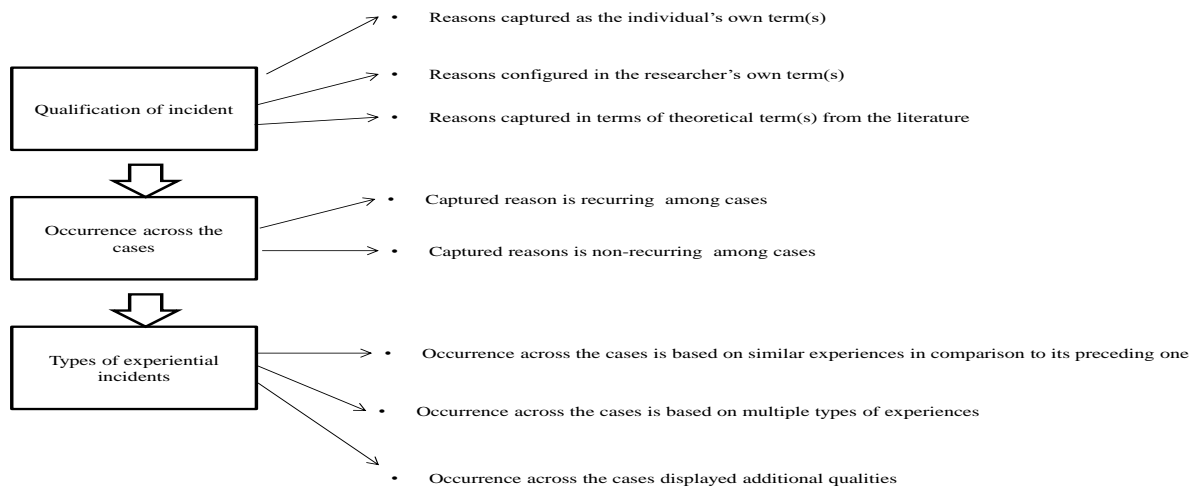 • Reasons captured as the individual’s own term(s)
• Reasons configured in the researcher’s own term(s)
Qualification of incident
• Reasons captured in terms of theoretical term(s) from the literature
• Captured reason is recurring among cases
Occurrence across the
cases
• Captured reasons is non-recurring among cases
Types of experiential
incidents
• Occurrence across the cases is based on similar experiences in comparison to its preceding one
• Occurrence across the cases is based on multiple types of experiences
• Occurrence across the cases displayed additional qualities